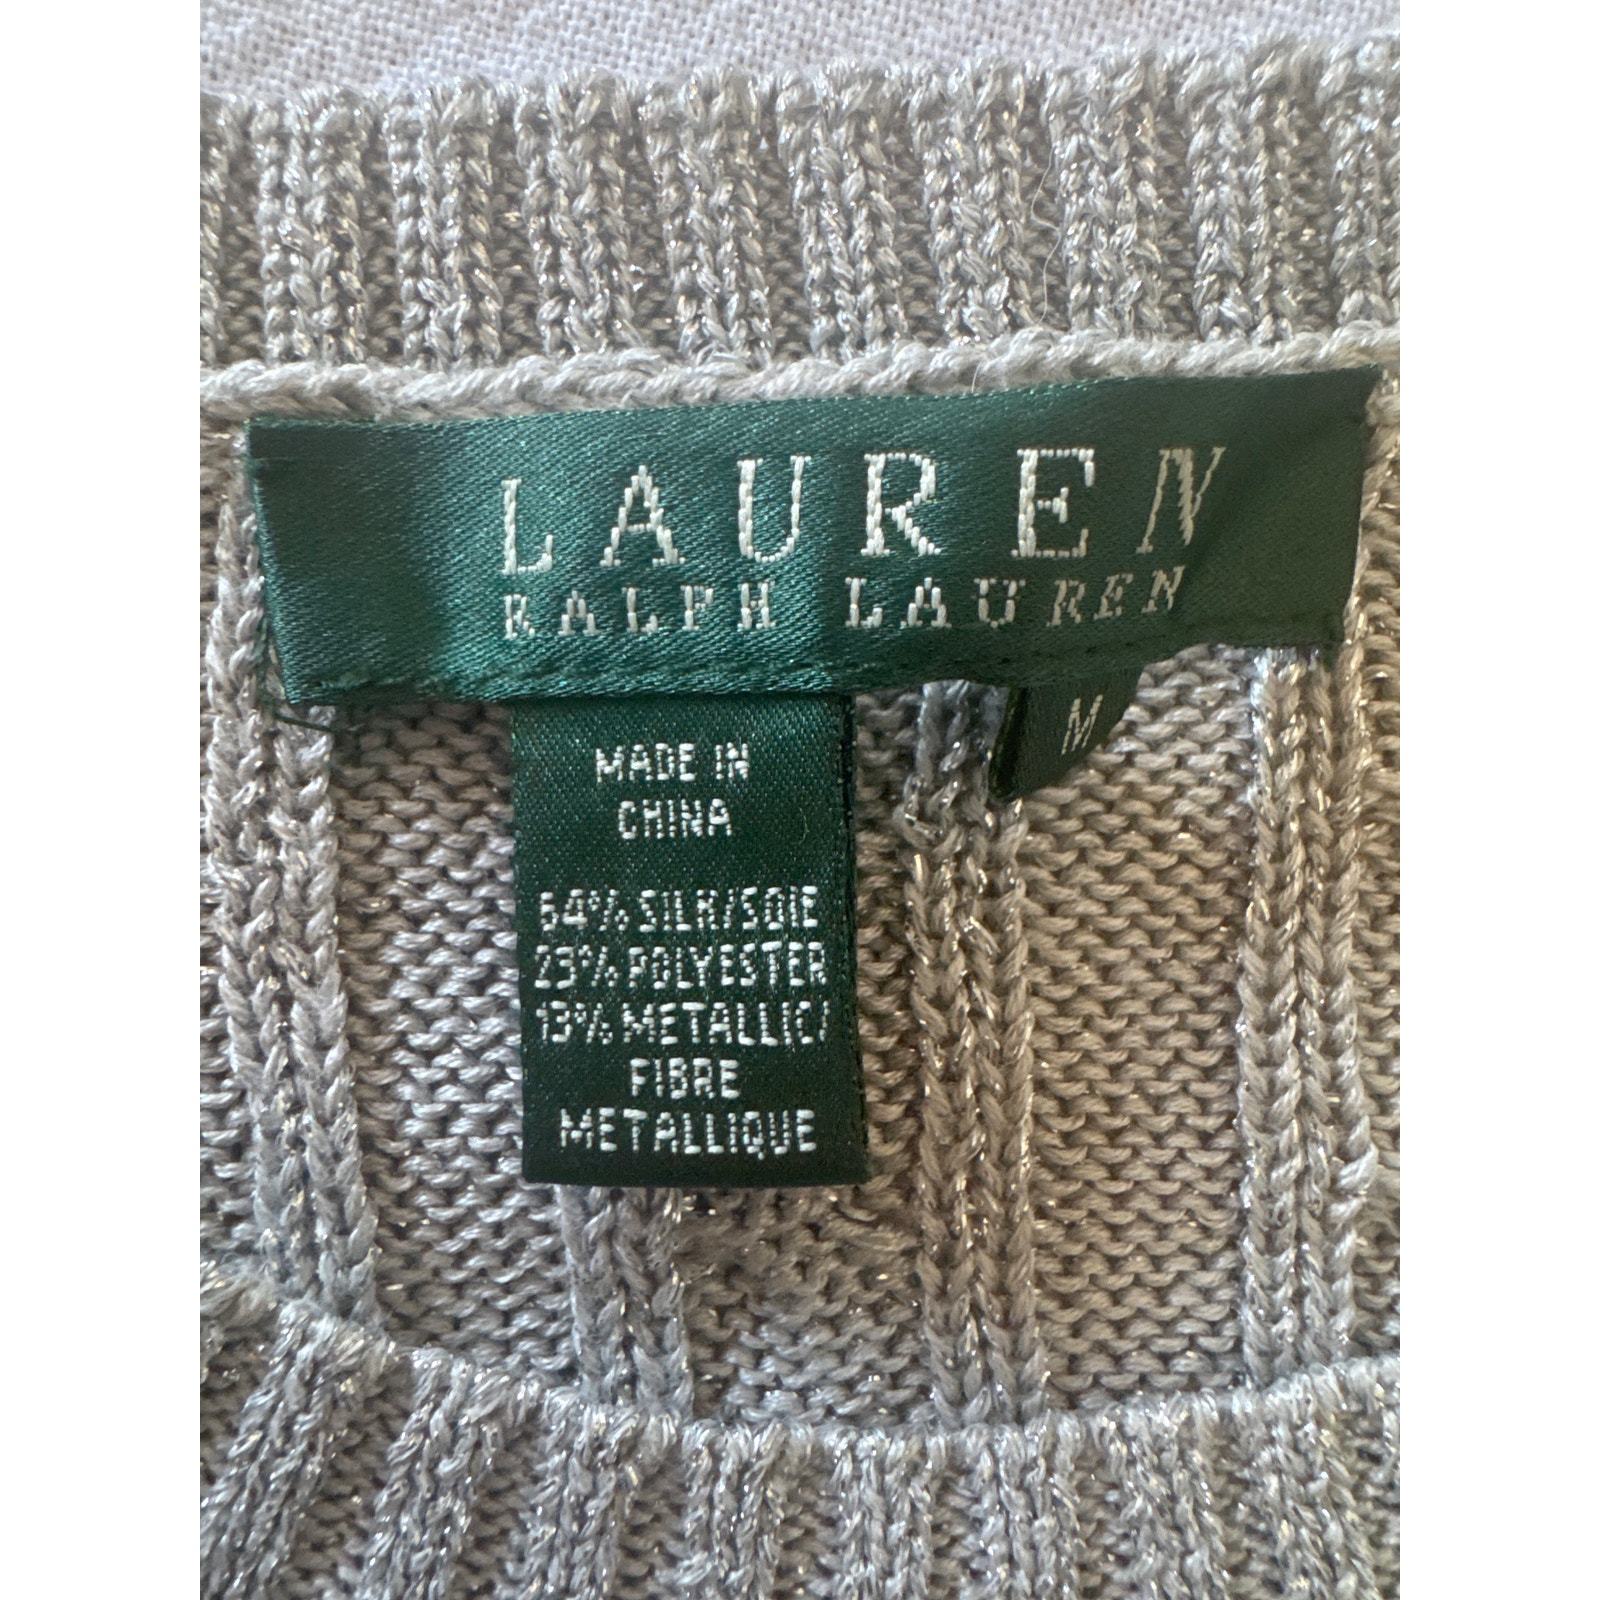 LAUREN
RALPH LAUREN
M
MADE IN
CHINA
64% SILK/SOIE
23% POLYESTER
13% METALLIC/
FIBRE
METALLIQUE